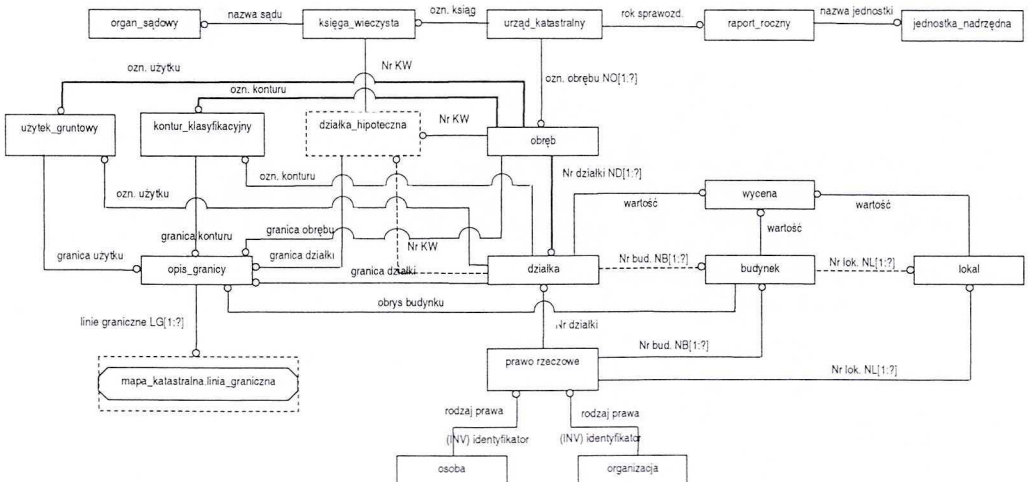 nazwa sądu
ozn. ksiąg
rok sprawozd.
nazwa jednostki
organ_sądowy
księga_wieczysta
urząd_katastralny
raport_roczny
jednostka_nadrzędna
Nr KW
ozn. użytku
ozn. obrębu NO[1:?]
ozn. konturu
użytek_gruntowy
kontur_klasyfikacyjny
działka_hipoteczna
Nr KW
obręb
ozn. użytku
ozn. konturu
Nr działki ND[1:?]
wycena
wartość
wartość
granica obrębu
granica konturu
Nr KW
wartość
granica użytku
granica działki
opis_granicy
granica działki
działka
Nr bud. NB[1:?]
budynek
Nr lok. NL[1:?]
lokal
obrys budynku
linie graniczne LG[1:?]
Nr działki
Nr bud. NB[1:?]
prawo rzeczowe
Nr lok. NL[1:?]
mapa_katastralna.linia_graniczna
rodzaj prawa
rodzaj prawa
(INV) identyfikator
(INV) identyfikator
osoba
organizacja